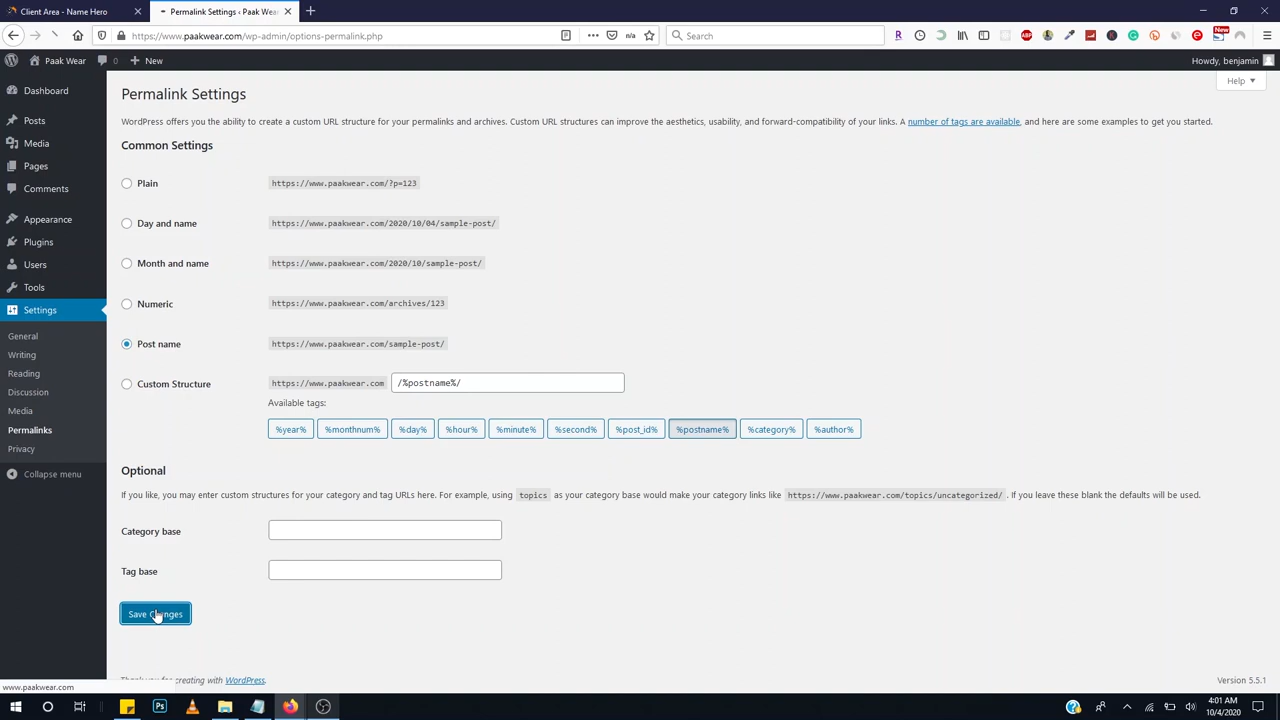 Client Area - Name Hero
Permalink Settings ‹ Paak Wear
https://www.paakwear.com/wp-admin/options-permalink.php
n/a
Search
ABP
New
Paak Wear
0
New
Howdy, benjamin
Help
Dashboard
Posts
Media
Pages
Comments
Appearance
Plugins
Users
Tools
Settings
General
Writing
Reading
Discussion
Media
Permalinks
Privacy
Collapse menu
Permalink Settings
WordPress offers you the ability to create a custom URL structure for your permalinks and archives. Custom URL structures can improve the aesthetics, usability, and forward-compatibility of your links. A number of tags are available, and here are some examples to get you started.
Common Settings
Plain https://www.paakwear.com/?p=123
Day and name https://www.paakwear.com/2020/10/04/sample-post/
Month and name https://www.paakwear.com/2020/10/sample-post/
Numeric https://www.paakwear.com/archives/123
Post name https://www.paakwear.com/sample-post/
Custom Structure https://www.paakwear.com /%postname%/
Available tags:
%year% %monthnum% %day% %hour% %minute% %second% %post_id% %postname% %category% %author%
Optional
If you like, you may enter custom structures for your category and tag URLs here. For example, using topics as your category base would make your category links like https://www.paakwear.com/topics/uncategorized/ . If you leave these blank the defaults will be used.
Category base
Tag base
Save Changes
Thank you for creating with WordPress.
Version 5.5.1
www.paakwear.com
4:01 AM
10/4/2020